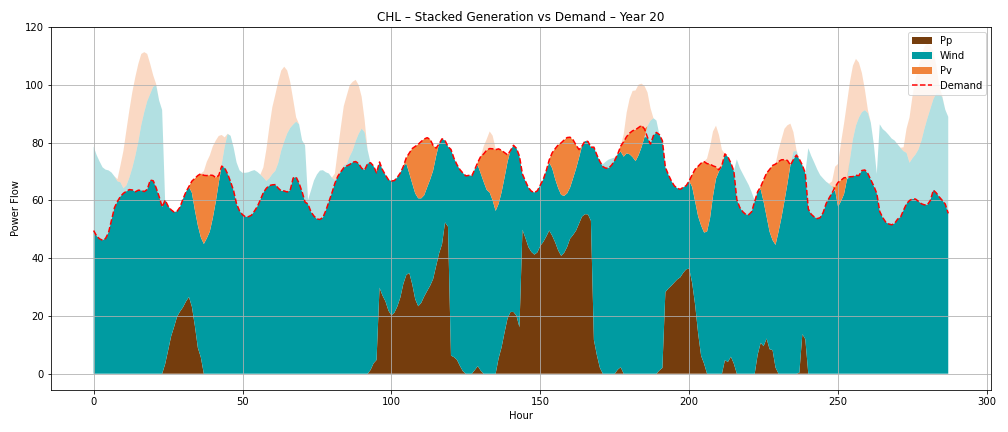 CHL – Stacked Generation vs Demand – Year 20
120
100
80
60
40
20
0
Power Flow
0 50 100 150 200 250 300
Hour
Pp
Wind
Pv
Demand